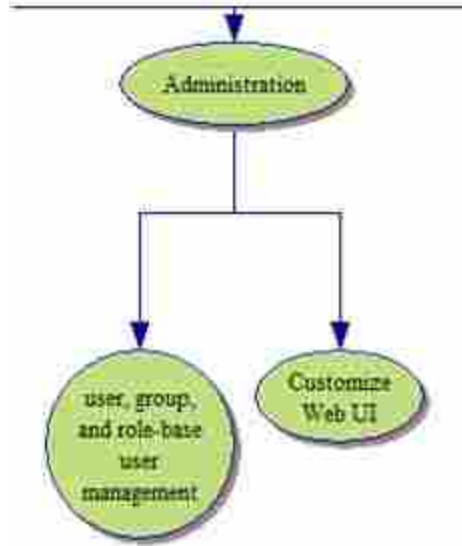 Administration
user, group,
and role-base
user
management
Customize
Web UI